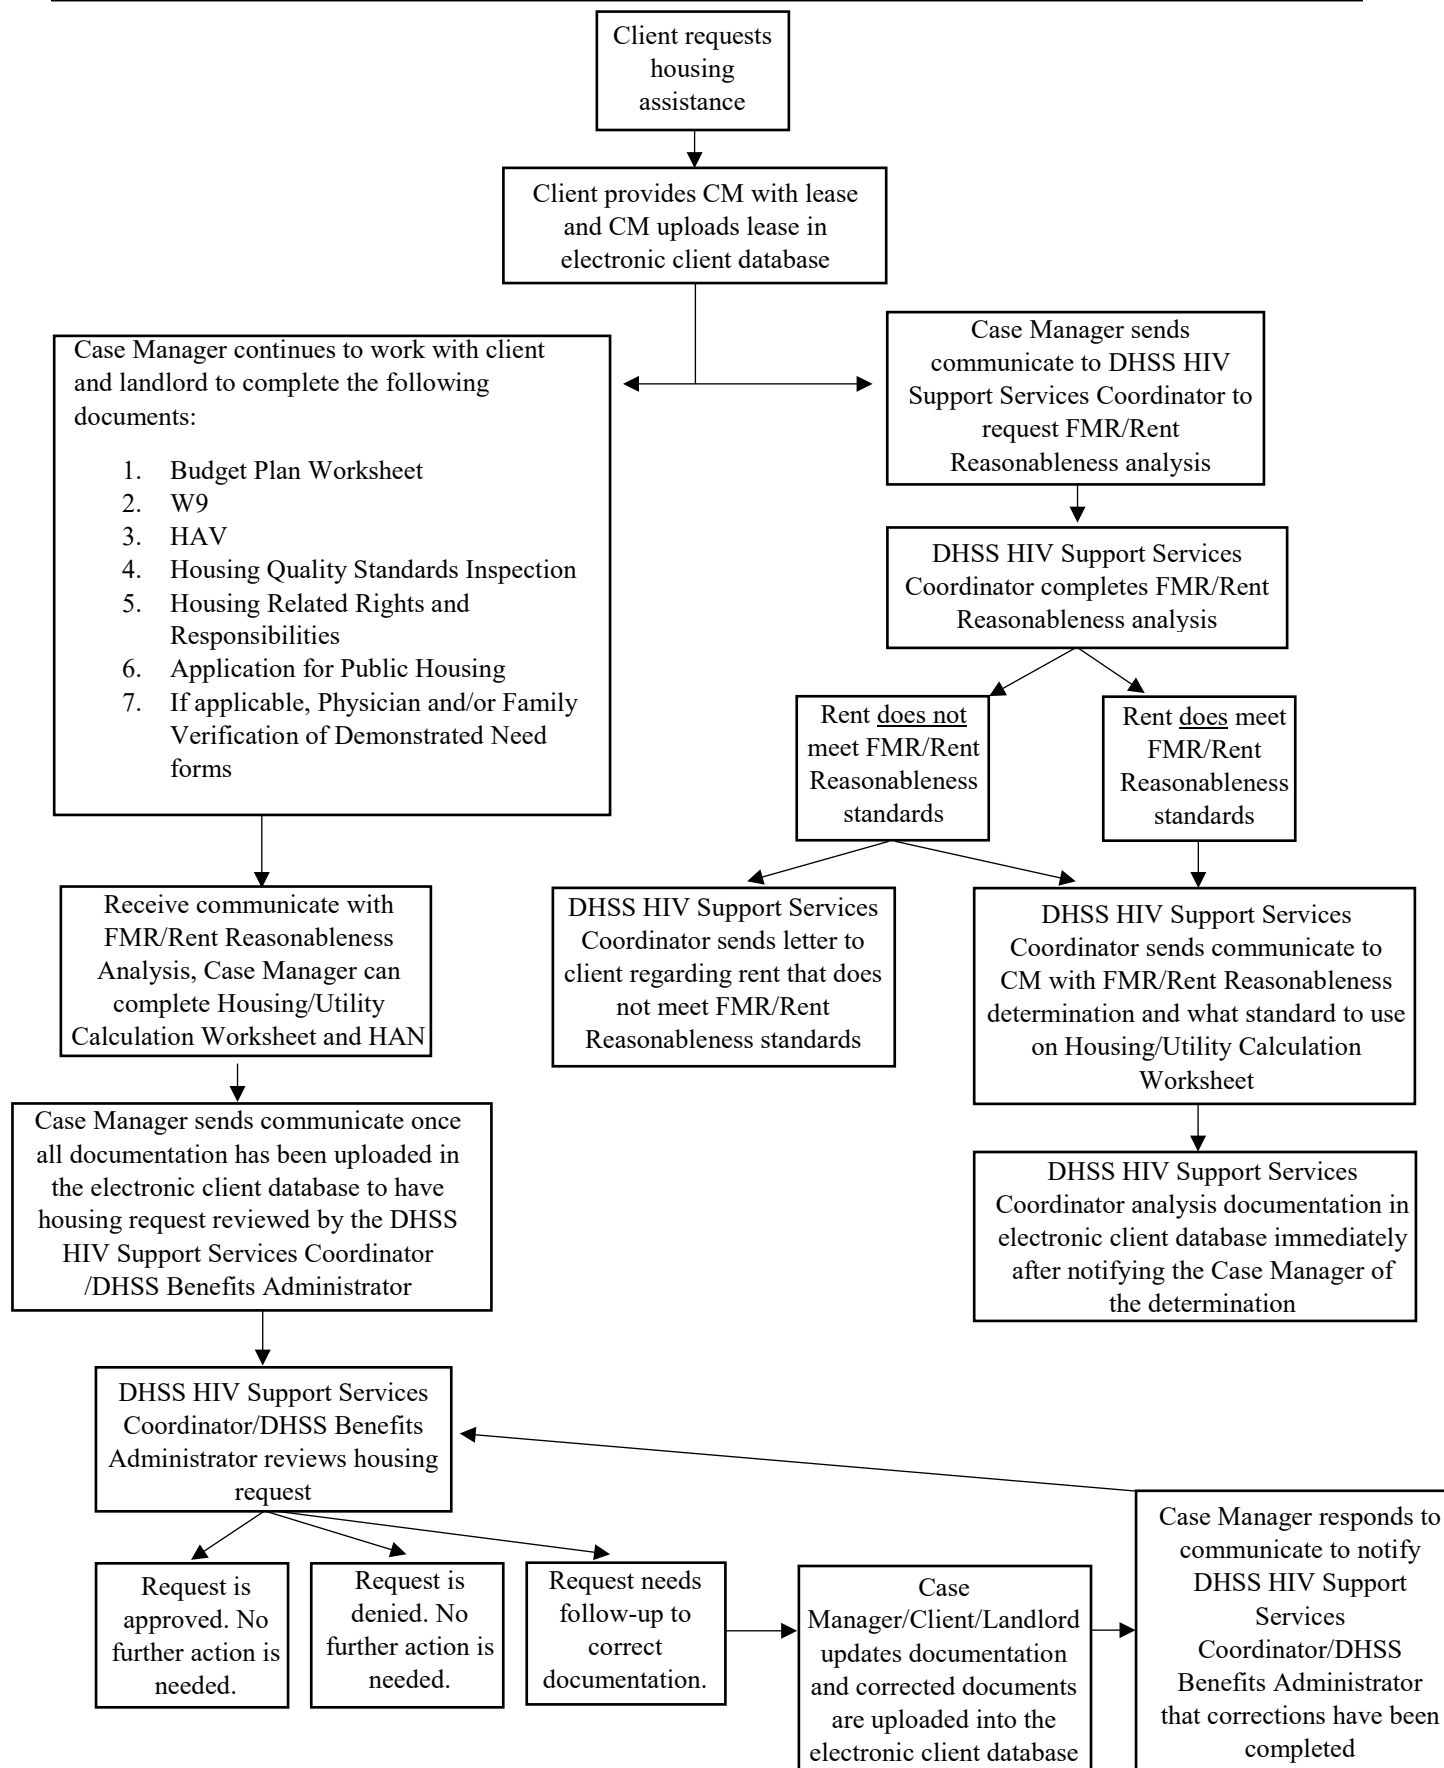 Client requests
housing
assistance
Client provides CM with lease
and CM uploads lease in
electronic client database
Case Manager continues to work with client
and landlord to complete the following
documents:
1. Budget Plan Worksheet
2. W9
3. HAV
4. Housing Quality Standards Inspection
5. Housing Related Rights and
Responsibilities
6. Application for Public Housing
7. If applicable, Physician and/or Family
Verification of Demonstrated Need
forms
Case Manager sends
communicate to DHSS HIV
Support Services Coordinator to
request FMR/Rent
Reasonableness analysis
DHSS HIV Support Services
Coordinator completes FMR/Rent
Reasonableness analysis
Rent does not
meet FMR/Rent
Reasonableness
standards
Rent does meet
FMR/Rent
Reasonableness
standards
Receive communicate with
FMR/Rent Reasonableness
Analysis, Case Manager can
complete Housing/Utility
Calculation Worksheet and HAN
DHSS HIV Support Services
Coordinator sends letter to
client regarding rent that does
not meet FMR/Rent
Reasonableness standards
DHSS HIV Support Services
Coordinator sends communicate to
CM with FMR/Rent Reasonableness
determination and what standard to use
on Housing/Utility Calculation
Worksheet
Case Manager sends communicate once
all documentation has been uploaded in
the electronic client database to have
housing request reviewed by the DHSS
HIV Support Services Coordinator
/DHSS Benefits Administrator
DHSS HIV Support Services
Coordinator analysis documentation in
electronic client database immediately
after notifying the Case Manager of
the determination
DHSS HIV Support Services
Coordinator/DHSS Benefits
Administrator reviews housing
request
Request is
approved. No
further action is
needed.
Request is
denied. No
further action is
needed.
Request needs
follow-up to
correct
documentation.
Case
Manager/Client/Landlord
updates documentation
and corrected documents
are uploaded into the
electronic client database
Case Manager responds to
communicate to notify
DHSS HIV Support
Services
Coordinator/DHSS
Benefits Administrator
that corrections have been
completed